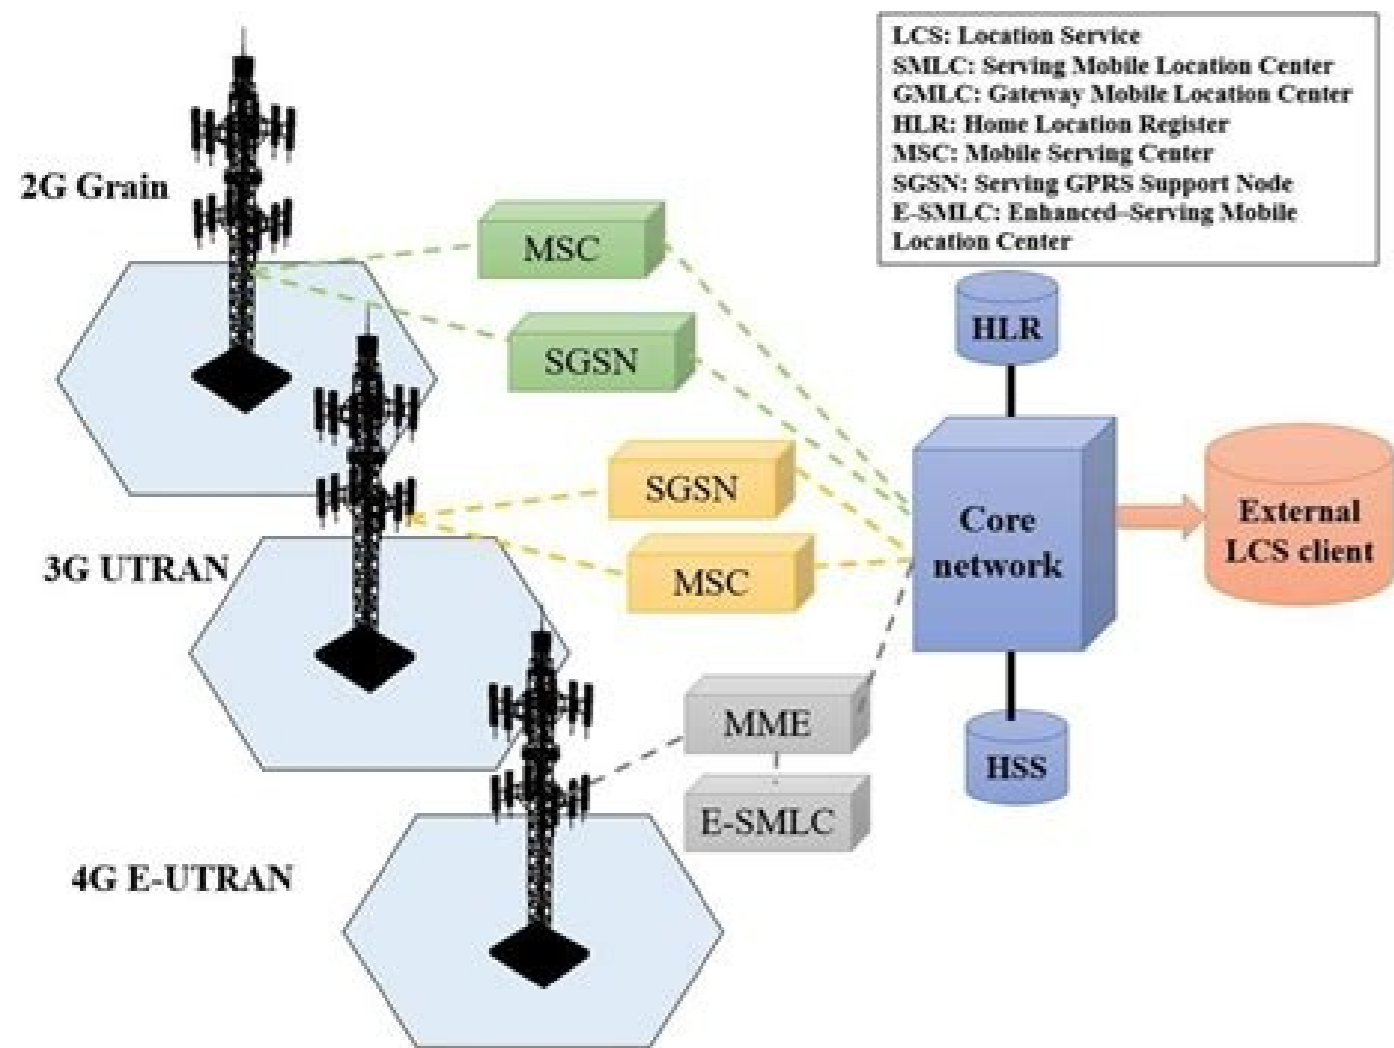 LCS: Location Service
SMLC: Serving Mobile Location Center
GMLC: Gateway Mobile Location Center
HLR: Home Location Register
MSC: Mobile Serving Center
SGSN: Serving GPRS Support Node
E-SMLC: Enhanced–Serving Mobile
Location Center
2G Grain
MSC
SGSN
HLR
SGSN
MSC
Core
network
External
LCS client
3G UTRAN
MME
E-SMLC
HSS
4G E-UTRAN